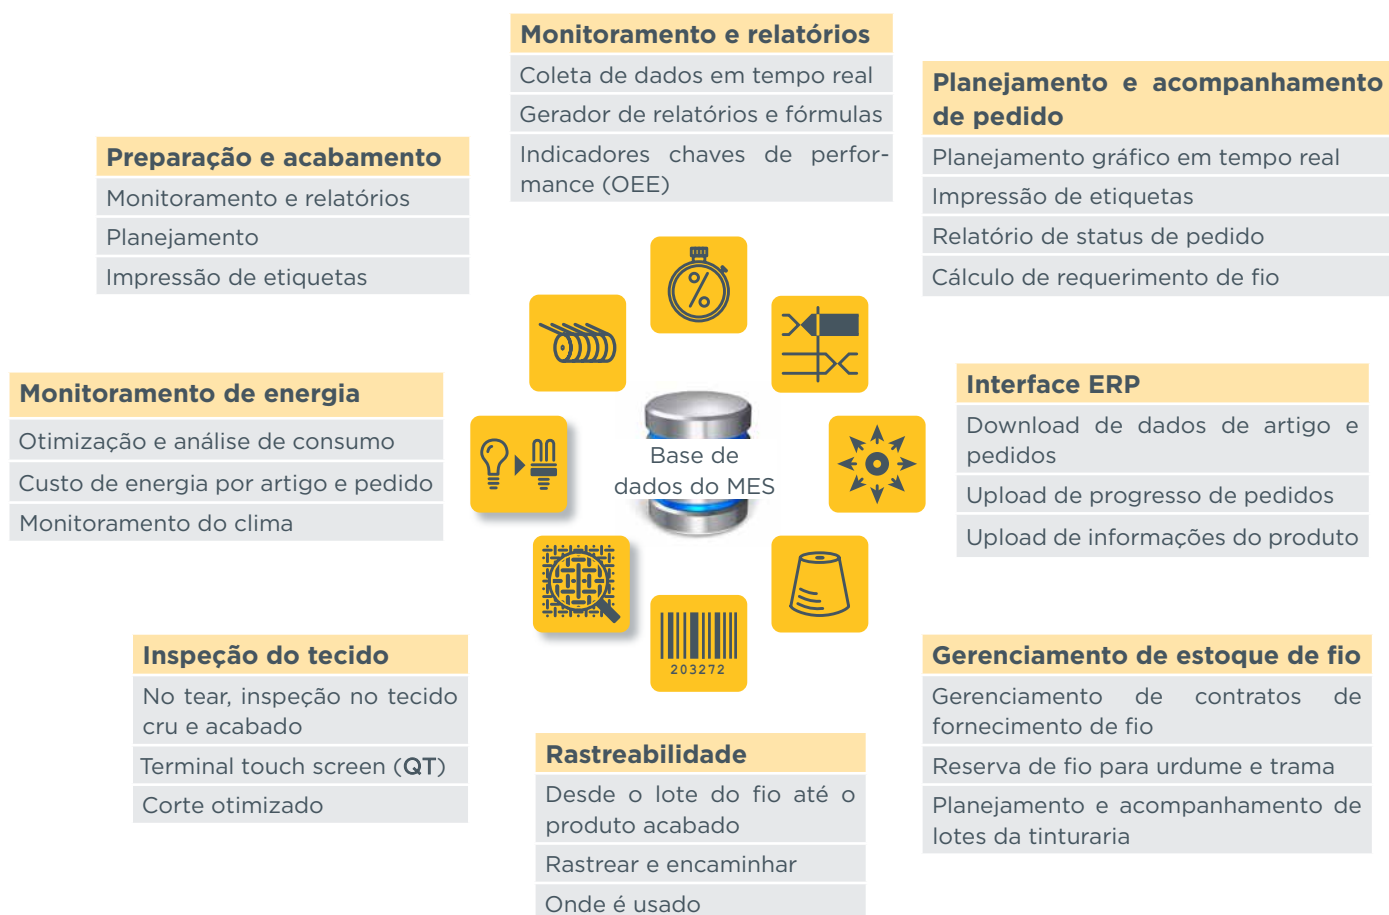 Monitoramento e relatórios
Coleta de dados em tempo real
Gerador de relatórios e fórmulas
Indicadores chaves de perfor-
mance (OEE)
Planejamento e acompanhamento
de pedido
Planejamento gráfico em tempo real
Impressão de etiquetas
Relatório de status de pedido
Cálculo de requerimento de fio
Preparação e acabamento
Monitoramento e relatórios
Planejamento
Impressão de etiquetas
Monitoramento de energia
Otimização e análise de consumo
Custo de energia por artigo e pedido
Monitoramento do clima
Base de
dados do MES
Interface ERP
Download de dados de artigo e
pedidos
Upload de progresso de pedidos
Upload de informações do produto
203272
Inspeção do tecido
No tear, inspeção no tecido
cru e acabado
Terminal touch screen (QT)
Corte otimizado
Rastreabilidade
Desde o lote do fio até o
produto acabado
Rastrear e encaminhar
Onde é usado
Gerenciamento de estoque de fio
Gerenciamento de contratos de
fornecimento de fio
Reserva de fio para urdume e trama
Planejamento e acompanhamento de
lotes da tinturaria